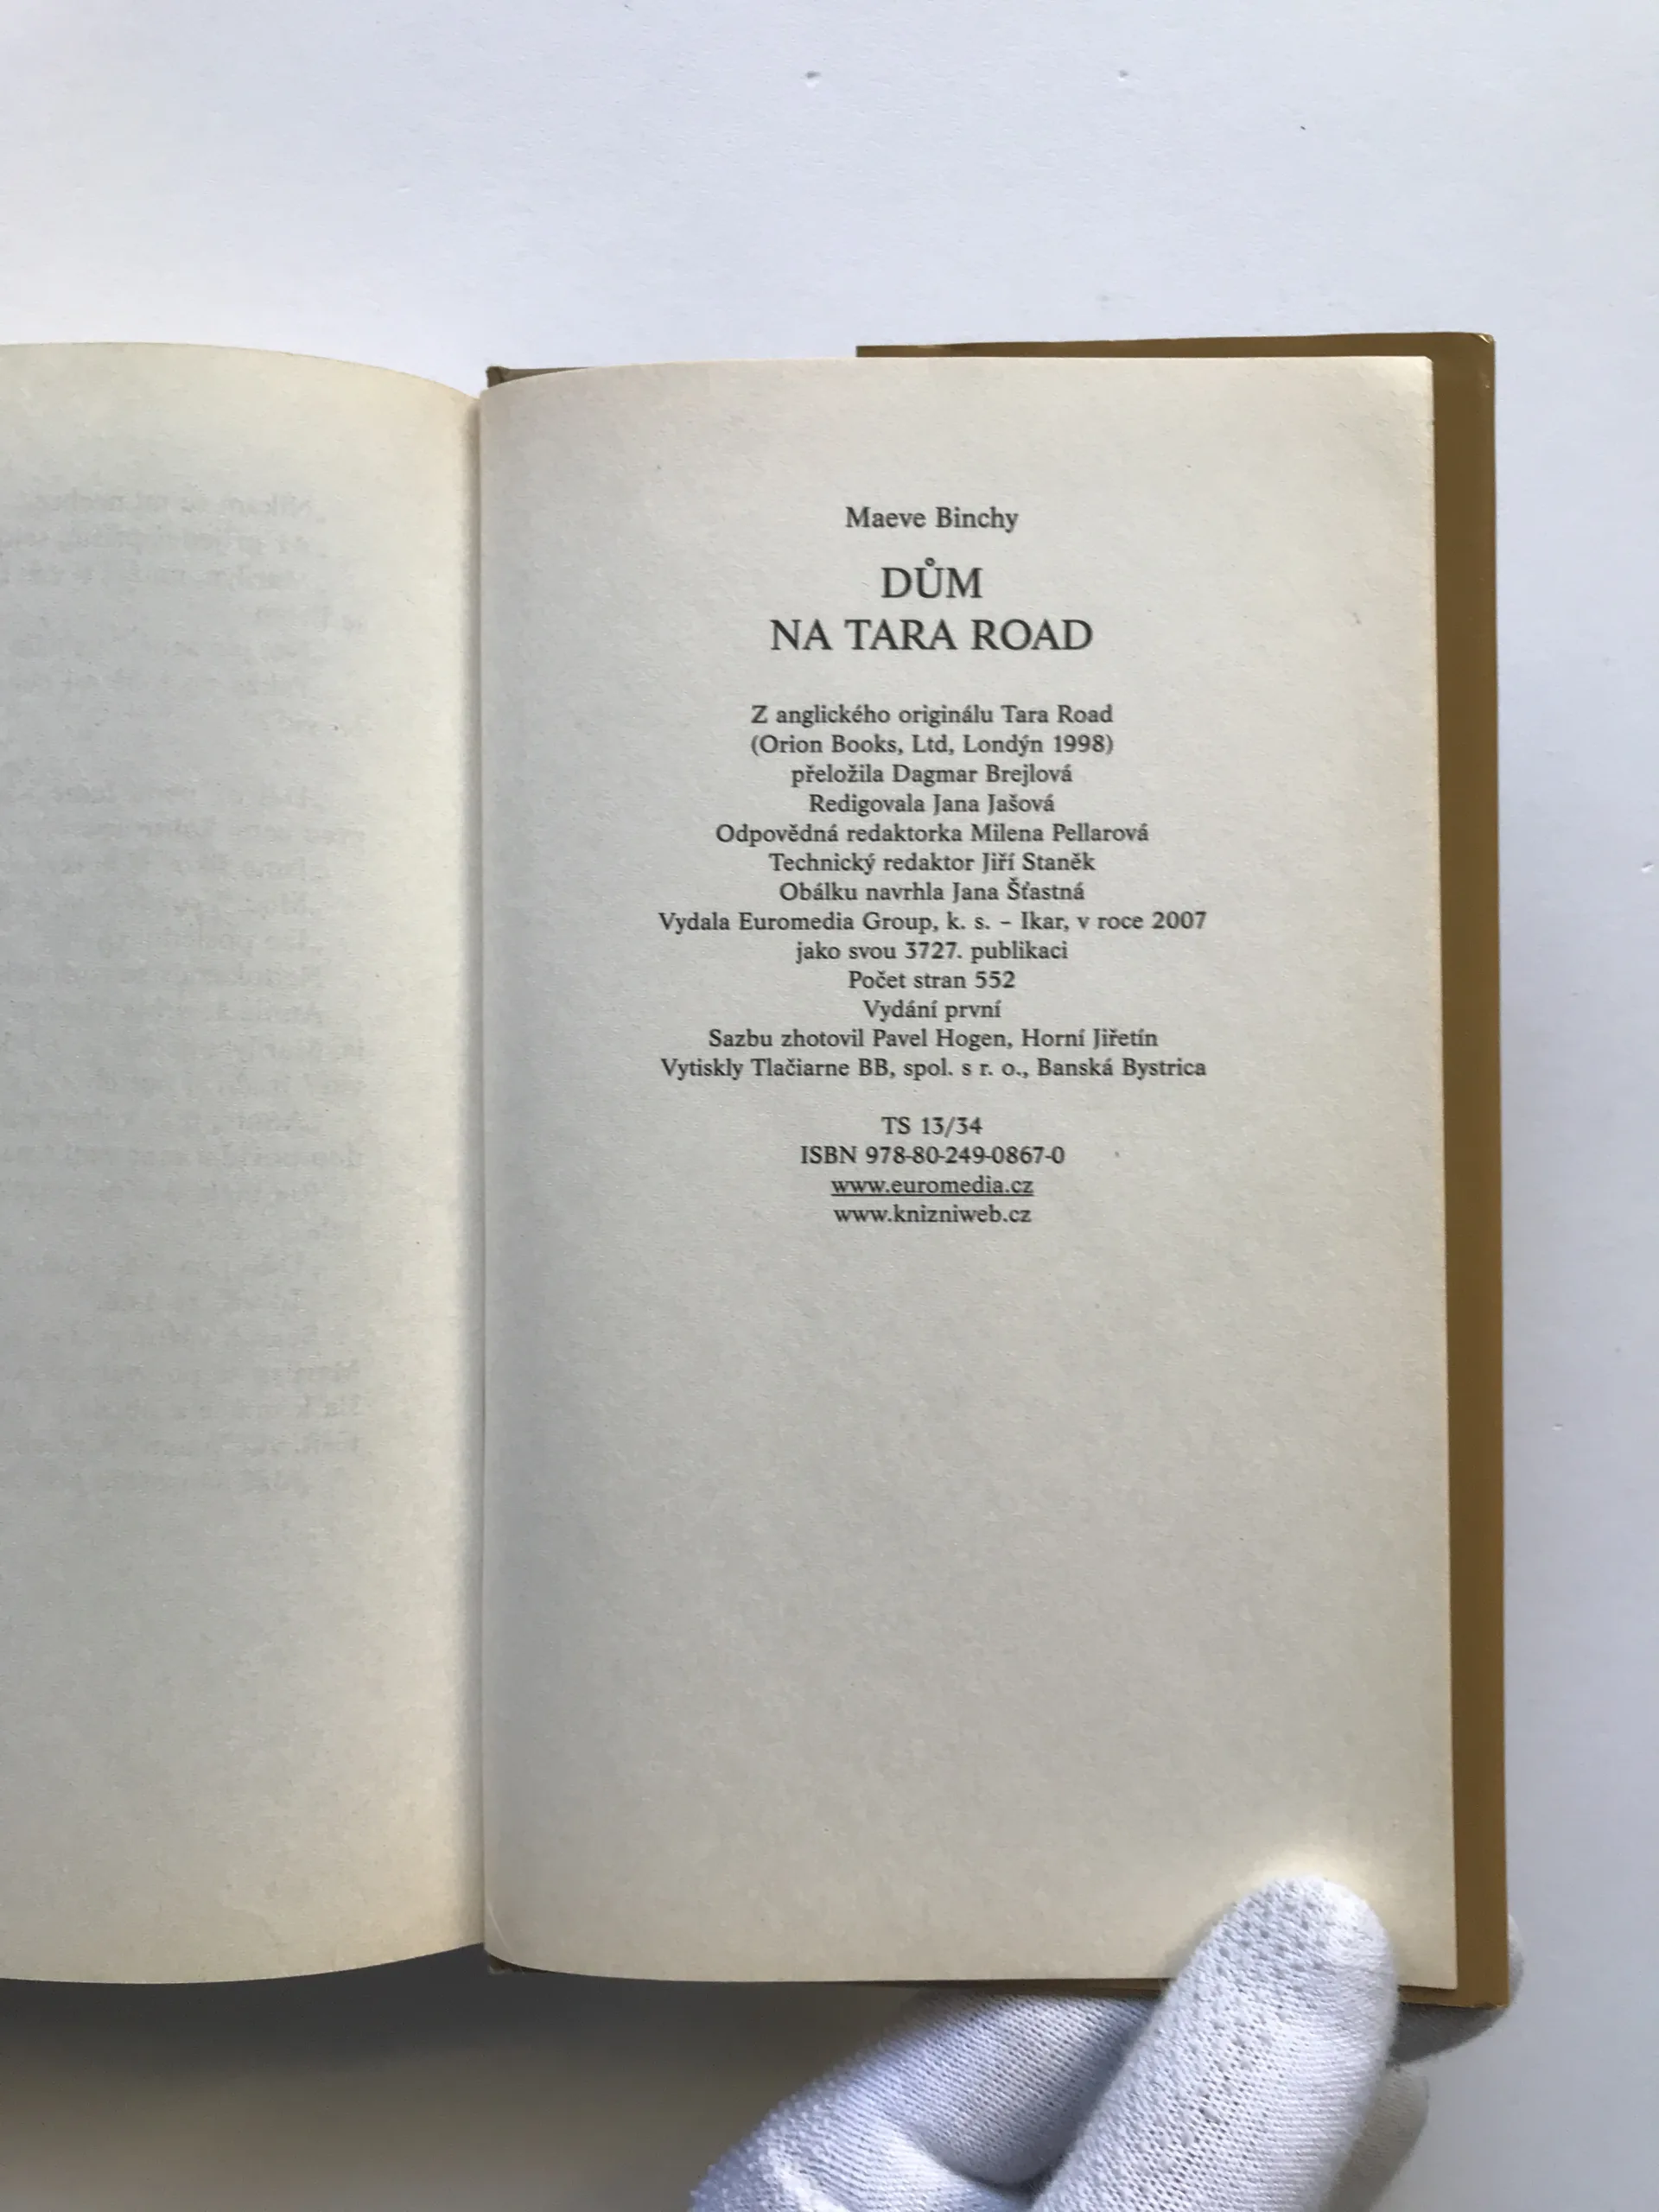 Maeve Binchy
DŮM
NA TARA ROAD
Z anglického originálu Tara Road
(Orion Books, Ltd, Londýn 1998)
přeložila Dagmar Brejlová
Redigovala Jana Jašová
Odpovědná redaktorka Milena Pellarová
Technický redaktor Jiří Staněk
Obálku navrhla Jana Šťastná
Vydala Euromedia Group, k. s. – Ikar, v roce 2007
jako svou 3727. publikaci
Počet stran 552
Vydání první
Sazbu zhotovil Pavel Hogen, Horní Jiřetín
Vytiskly Tlačiarne BB, spol. s r. o., Banská Bystrica
TS 13/34
ISBN 978-80-249-0867-0
www.euromedia.cz
www.knizniweb.cz